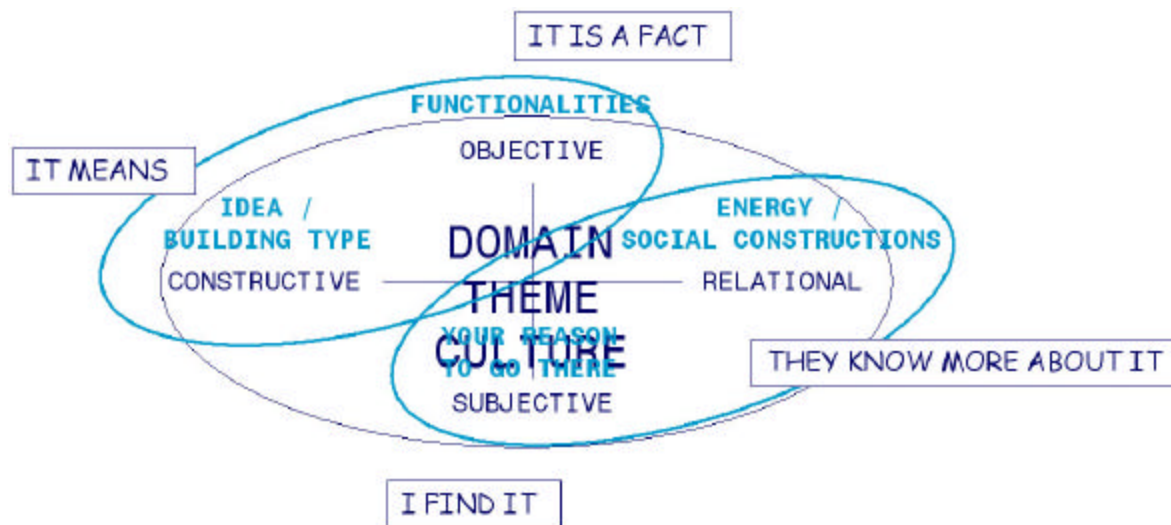 IT IS A FACT
FUNCTIONALITIES
OBJECTIVE
IT MEANS
IDEA /
BUILDING TYPE
CONSTRUCTIVE
ENERGY /
SOCIAL CONSTRUCTIONS
RELATIONAL
DOMAIN
THEME
CULTURE
YOUR REASON
TO GO THERE
SUBJECTIVE
THEY KNOW MORE ABOUT IT
I FIND IT